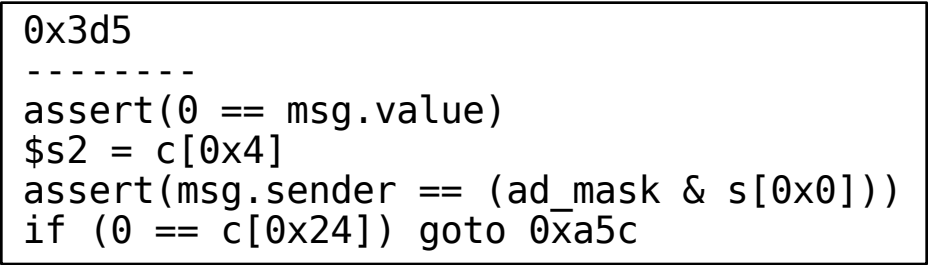 0x3d5
--------
assert(0 == msg.value)
$s2 = c[0x4]
assert(msg.sender == (ad_mask & s[0x0]))
if (0 == c[0x24]) goto 0xa5c